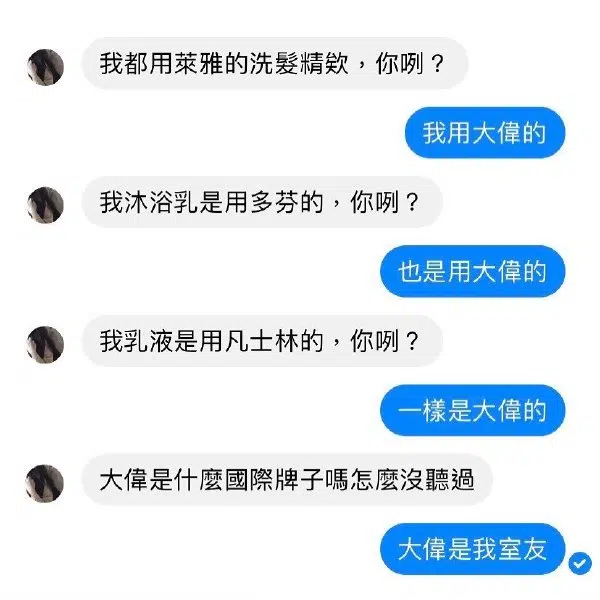 我都用萊雅的洗髮精欸，你咧？
我用大偉的
我沐浴乳是用多芬的，你咧？
也是用大偉的
我乳液是用凡士林的，你咧？
一樣是大偉的
大偉是什麼國際牌子嗎怎麼沒聽過
大偉是我室友